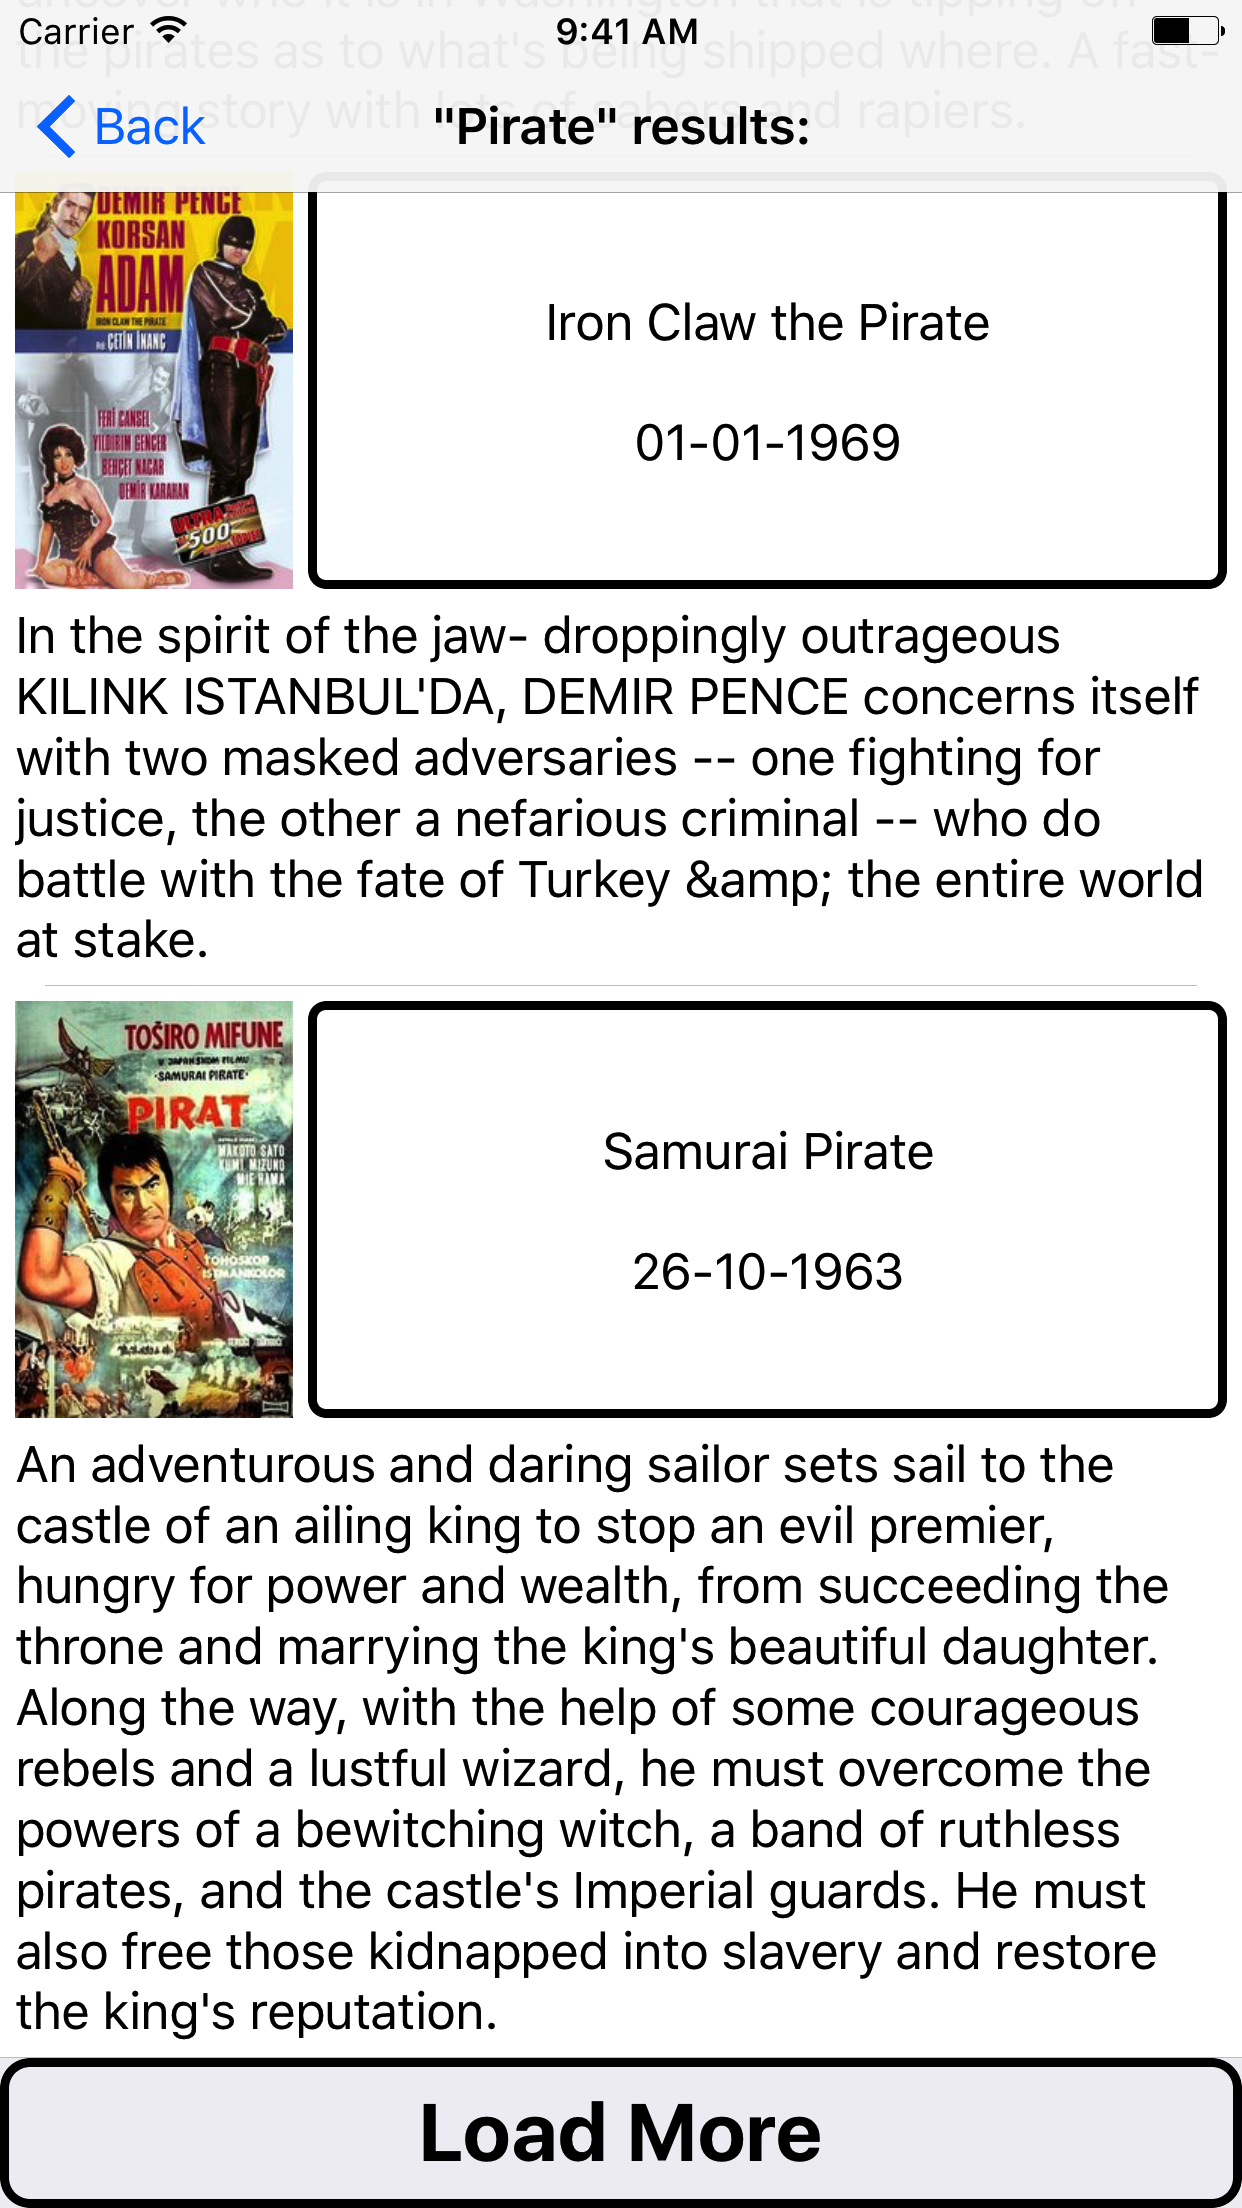 Carrier
9:41 AM
the pirates as to what's being shipped where. A fast-
moving story with lots of sabers and rapiers.
Back
"Pirate" results:
DEMIR PENCE
KORSAN
ADAM
IRON CLAW THE PIRATE
ÇETİN İNANÇ
FERİ CANSEL
YILDIRIM GENCER
BEHÇET NACAR
DEMİR KARAHAN
ULTRA
500
Iron Claw the Pirate
01-01-1969
In the spirit of the jaw- droppingly outrageous
KILINK ISTANBUL'DA, DEMIR PENCE concerns itself
with two masked adversaries -- one fighting for
justice, the other a nefarious criminal -- who do
battle with the fate of Turkey &amp; the entire world
at stake.
TOŠIRO MIFUNE
U JAPANSKOM FILMU
·SAMURAI PIRATE·
PIRAT
MAKOTO SATO
KUMI MIZUNO
MIE HAMA
TOHOSKOP
ISTMANKOLOR
Samurai Pirate
26-10-1963
An adventurous and daring sailor sets sail to the
castle of an ailing king to stop an evil premier,
hungry for power and wealth, from succeeding the
throne and marrying the king's beautiful daughter.
Along the way, with the help of some courageous
rebels and a lustful wizard, he must overcome the
powers of a bewitching witch, a band of ruthless
pirates, and the castle's Imperial guards. He must
also free those kidnapped into slavery and restore
the king's reputation.
Load More